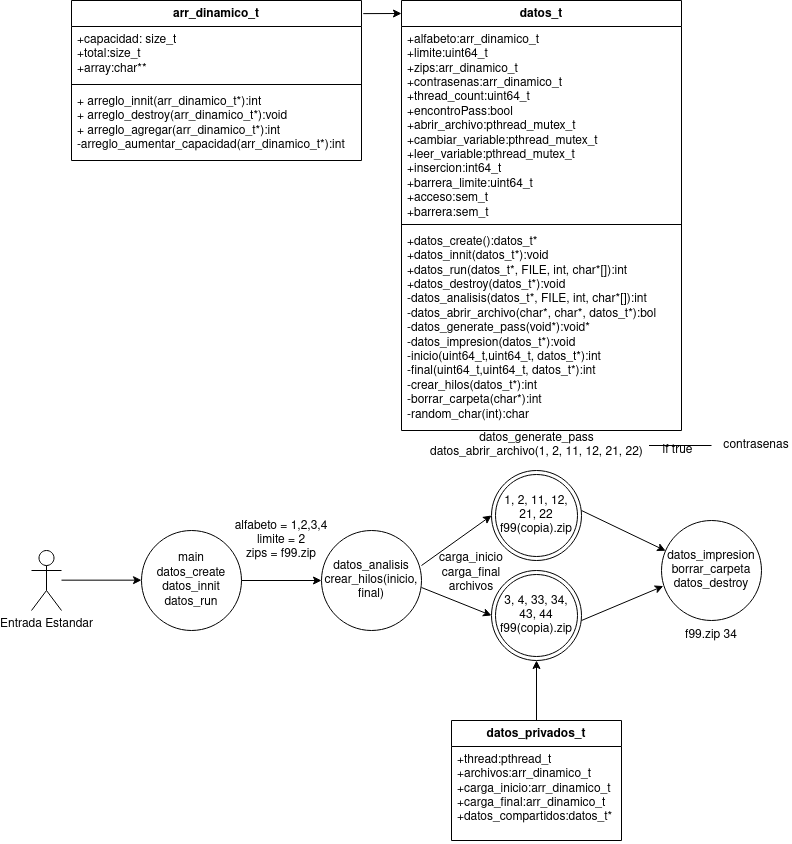 arr_dinamico_t
+capacidad: size_t
+total:size_t
+array:char**
+ arreglo_innit(arr_dinamico_t*):int
+ arreglo_destroy(arr_dinamico_t*):void
+ arreglo_agregar(arr_dinamico_t*):int
-arreglo_aumentar_capacidad(arr_dinamico_t*):int
datos_t
+alfabeto:arr_dinamico_t
+limite:uint64_t
+zips:arr_dinamico_t
+contrasenas:arr_dinamico_t
+thread_count:uint64_t
+encontroPass:bool
+abrir_archivo:pthread_mutex_t
+cambiar_variable:pthread_mutex_t
+leer_variable:pthread_mutex_t
+insercion:int64_t
+barrera_limite:uint64_t
+acceso:sem_t
+barrera:sem_t
+datos_create():datos_t*
+datos_innit(datos_t*):void
+datos_run(datos_t*, FILE, int, char*[]):int
+datos_destroy(datos_t*):void
-datos_analisis(datos_t*, FILE, int, char*[]):int
-datos_abrir_archivo(char*, char*, datos_t*):bol
-datos_generate_pass(void*):void*
-datos_impresion(datos_t*):void
-inicio(uint64_t,uint64_t, datos_t*):int
-final(uint64_t,uint64_t, datos_t*):int
-crear_hilos(datos_t*):int
-borrar_carpeta(char*):int
-random_char(int):char
datos_generate_pass
datos_abrir_archivo(1, 2, 11, 12, 21, 22)
if true
contrasenas
Entrada Estandar
main
datos_create
datos_innit
datos_run
alfabeto = 1,2,3,4
limite = 2
zips = f99.zip
datos_analisis
crear_hilos(inicio,
final)
carga_inicio
carga_final
archivos
1, 2, 11, 12,
21, 22
f99(copia).zip
3, 4, 33, 34,
43, 44
f99(copia).zip
datos_impresion
borrar_carpeta
datos_destroy
f99.zip 34
datos_privados_t
+thread:pthread_t
+archivos:arr_dinamico_t
+carga_inicio:arr_dinamico_t
+carga_final:arr_dinamico_t
+datos_compartidos:datos_t*